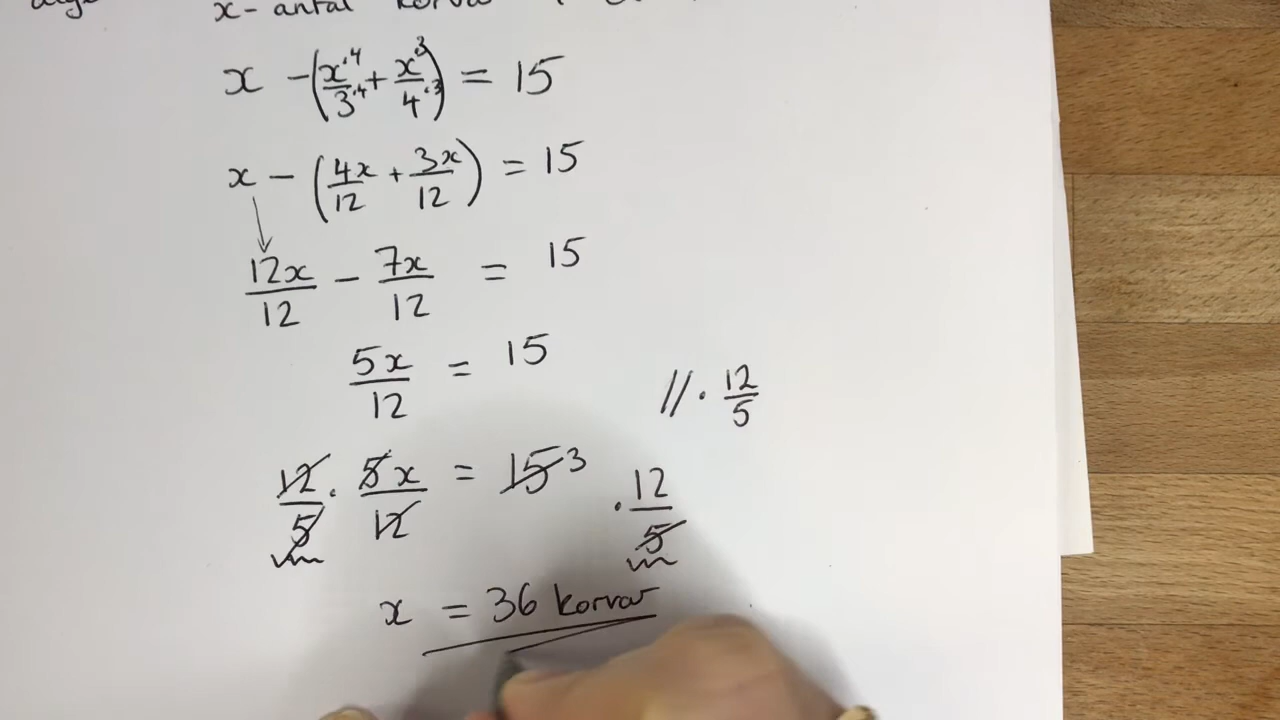 x - antal korvar
x - (x·4/3·4 + x·3/4·3) = 15
x - (4x/12 + 3x/12) = 15
12x/12 - 7x/12 = 15
5x/12 = 15 // · 12/5
12/5 · 5x/12 = 15 3 · 12/5
x = 36 korvar